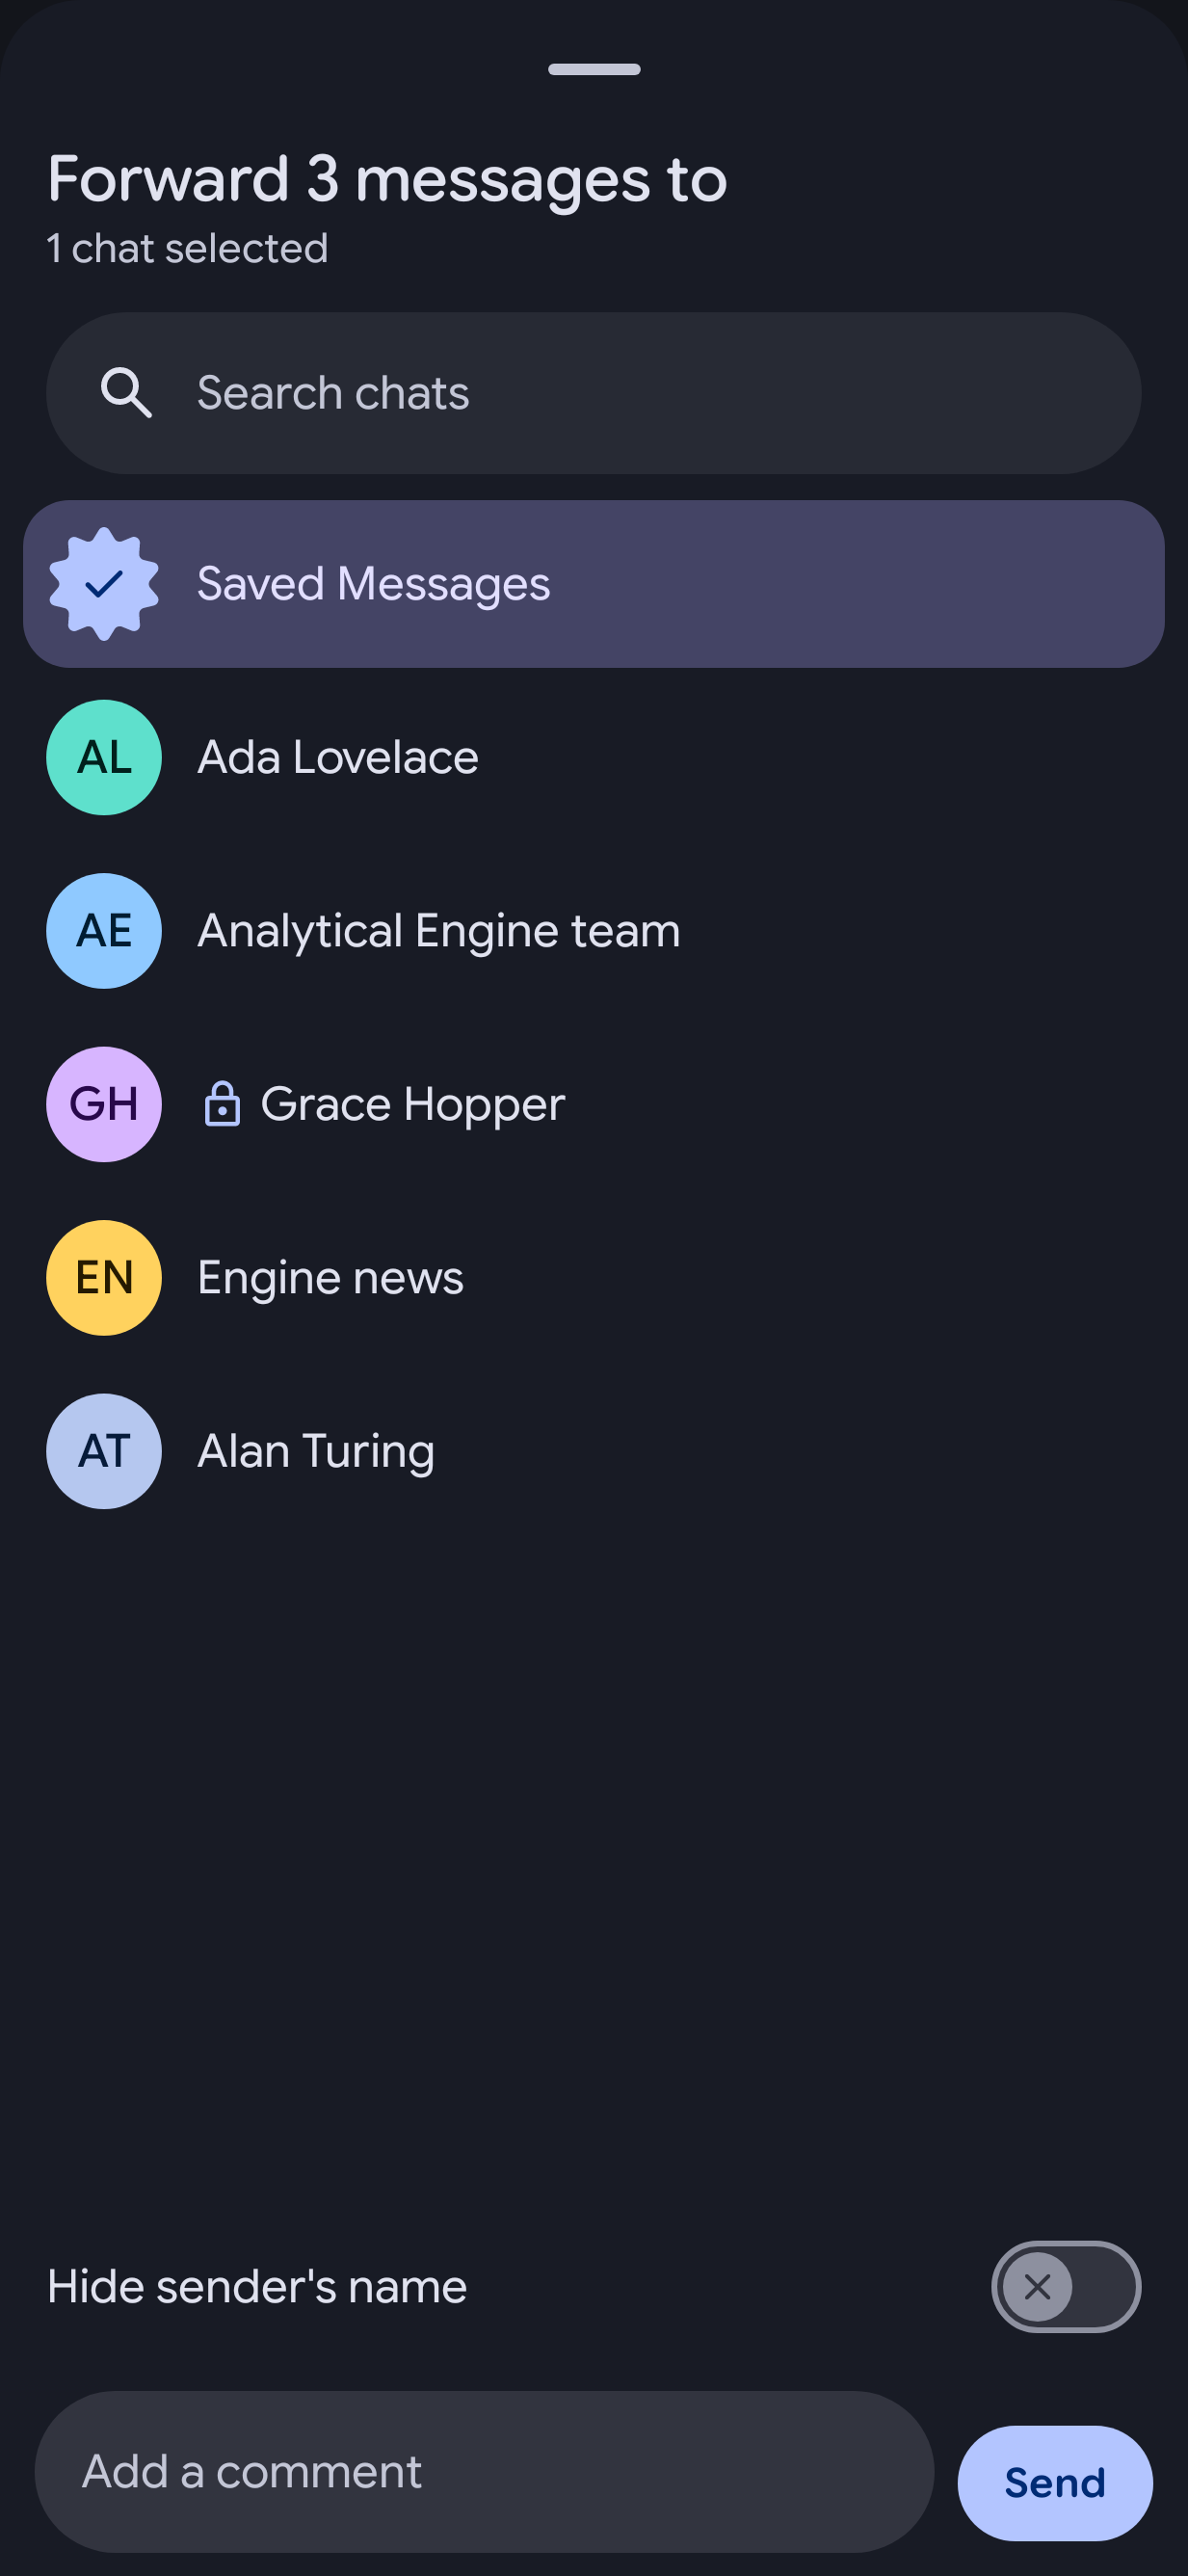 Forward 3 messages to
1 chat selected
Search chats
Saved Messages
AL Ada Lovelace
AE Analytical Engine team
GH Grace Hopper
EN Engine news
AT Alan Turing
Hide sender's name
Add a comment
Send